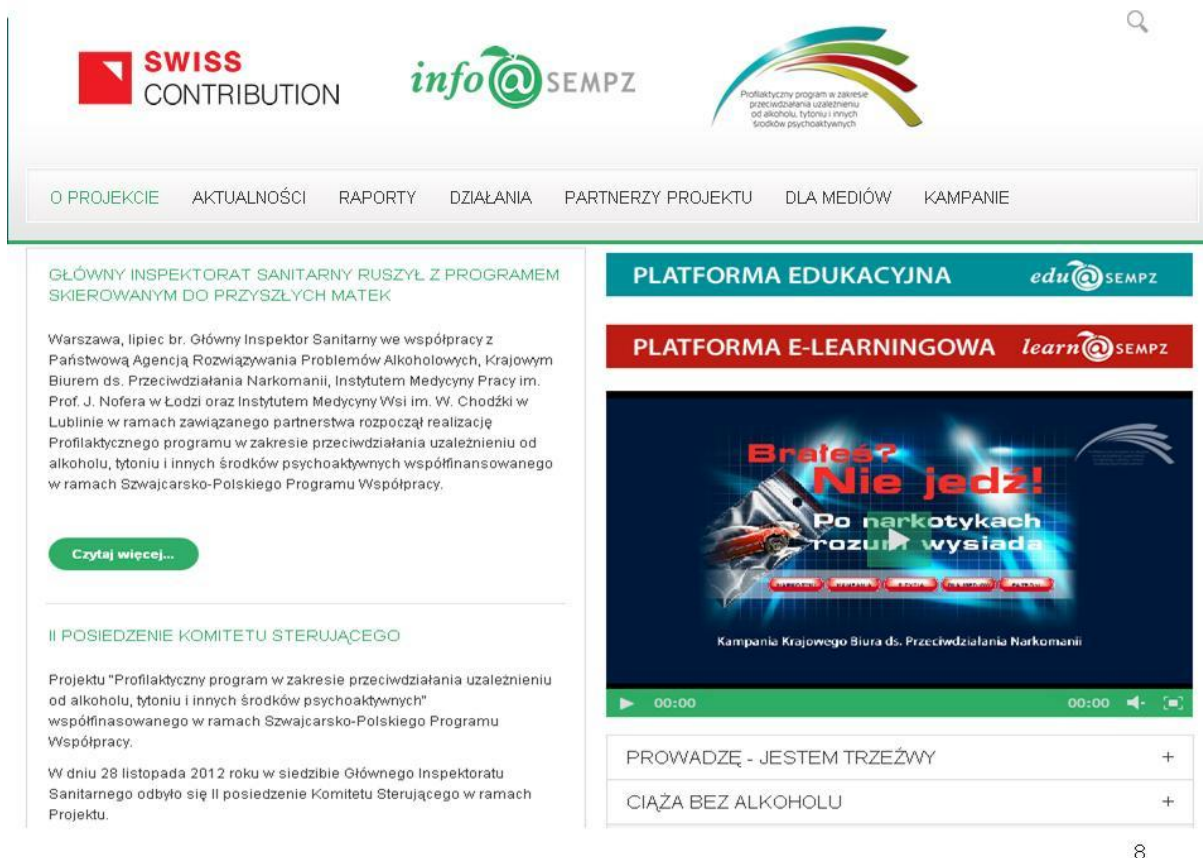 SWISS
CONTRIBUTION
info@SEMPZ
Profilaktyczny program w zakresie
przeciwdziałania uzależnieniu
od alkoholu, tytoniu i innych
środków psychoaktywnych
O PROJEKCIE AKTUALNOŚCI RAPORTY DZIAŁANIA PARTNERZY PROJEKTU DLA MEDIÓW KAMPANIE
GŁÓWNY INSPEKTORAT SANITARNY RUSZYŁ Z PROGRAMEM
SKIEROWANYM DO PRZYSZŁYCH MATEK
Warszawa, lipiec br. Główny Inspektor Sanitarny we współpracy z
Państwową Agencją Rozwiązywania Problemów Alkoholowych, Krajowym
Biurem ds. Przeciwdziałania Narkomanii, Instytutem Medycyny Pracy im.
Prof. J. Nofera w Łodzi oraz Instytutem Medycyny Wsi im. W. Chodźki w
Lublinie w ramach zawiązanego partnerstwa rozpoczął realizację
Profilaktycznego programu w zakresie przeciwdziałania uzależnieniu od
alkoholu, tytoniu i innych środków psychoaktywnych współfinansowanego
w ramach Szwajcarsko-Polskiego Programu Współpracy.
Czytaj więcej...
II POSIEDZENIE KOMITETU STERUJĄCEGO
Projektu "Profilaktyczny program w zakresie przeciwdziałania uzależnieniu
od alkoholu, tytoniu i innych środków psychoaktywnych"
współfinasowanego w ramach Szwajcarsko-Polskiego Programu
Współpracy.
W dniu 28 listopada 2012 roku w siedzibie Głównego Inspektoratu
Sanitarnego odbyło się II posiedzenie Komitetu Sterującego w ramach
Projektu.
PLATFORMA EDUKACYJNA edu@SEMPZ
PLATFORMA E-LEARNINGOWA learn@SEMPZ
Brałeś?
Nie jedź!
Po narkotykach
rozum wysiada
NARKOTYKI KAMPANIA DLA MEDIÓW
Kampania Krajowego Biura ds. Przeciwdziałania Narkomanii
00:00 00:00
PROWADZĘ - JESTEM TRZEŹWY +
CIĄŻA BEZ ALKOHOLU +
8